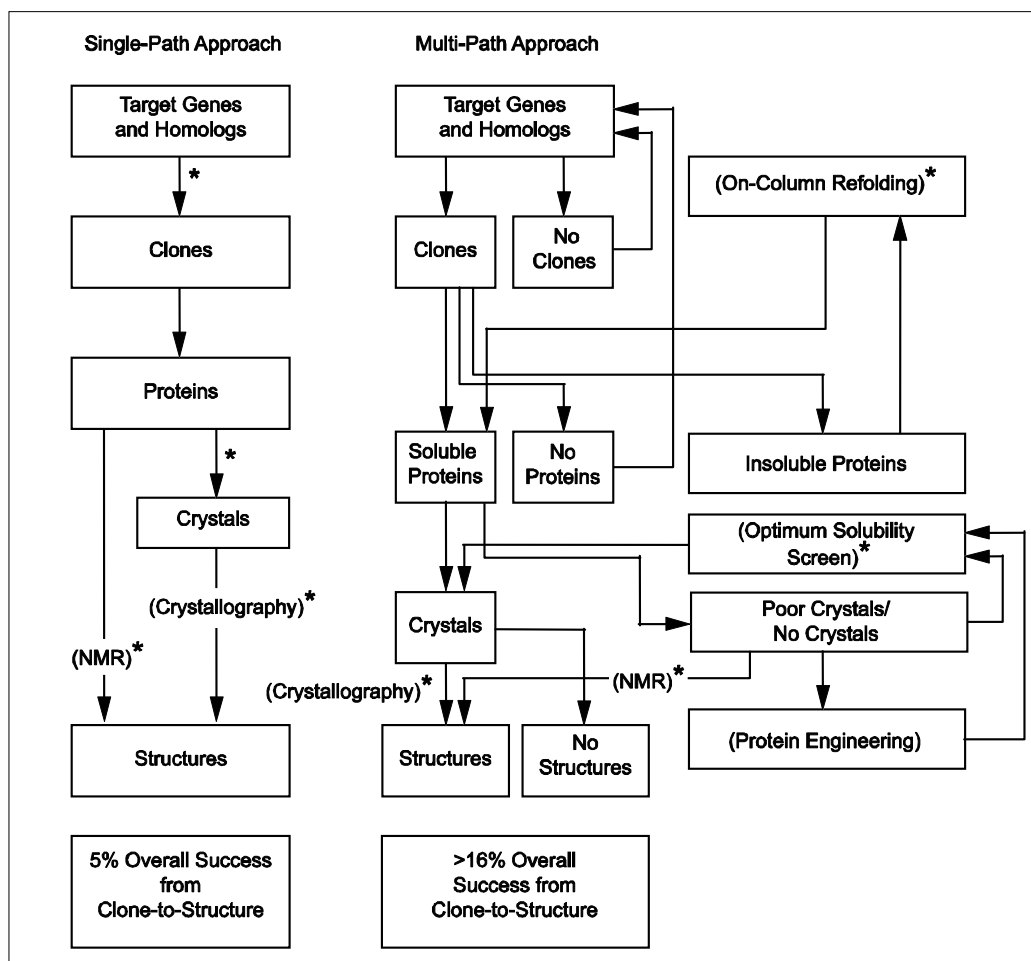 Single-Path Approach
Target Genes
and Homologs
*
Clones
Proteins
*
Crystals
(Crystallography)*
(NMR)*
Structures
5% Overall Success
from
Clone-to-Structure
Multi-Path Approach
Target Genes
and Homologs
(On-Column Refolding)*
Clones
No
Clones
Soluble
Proteins
No
Proteins
Insoluble Proteins
(Optimum Solubility
Screen)*
Crystals
Poor Crystals/
No Crystals
(Crystallography)*
(NMR)*
Structures
No
Structures
(Protein Engineering)
>16% Overall
Success from
Clone-to-Structure